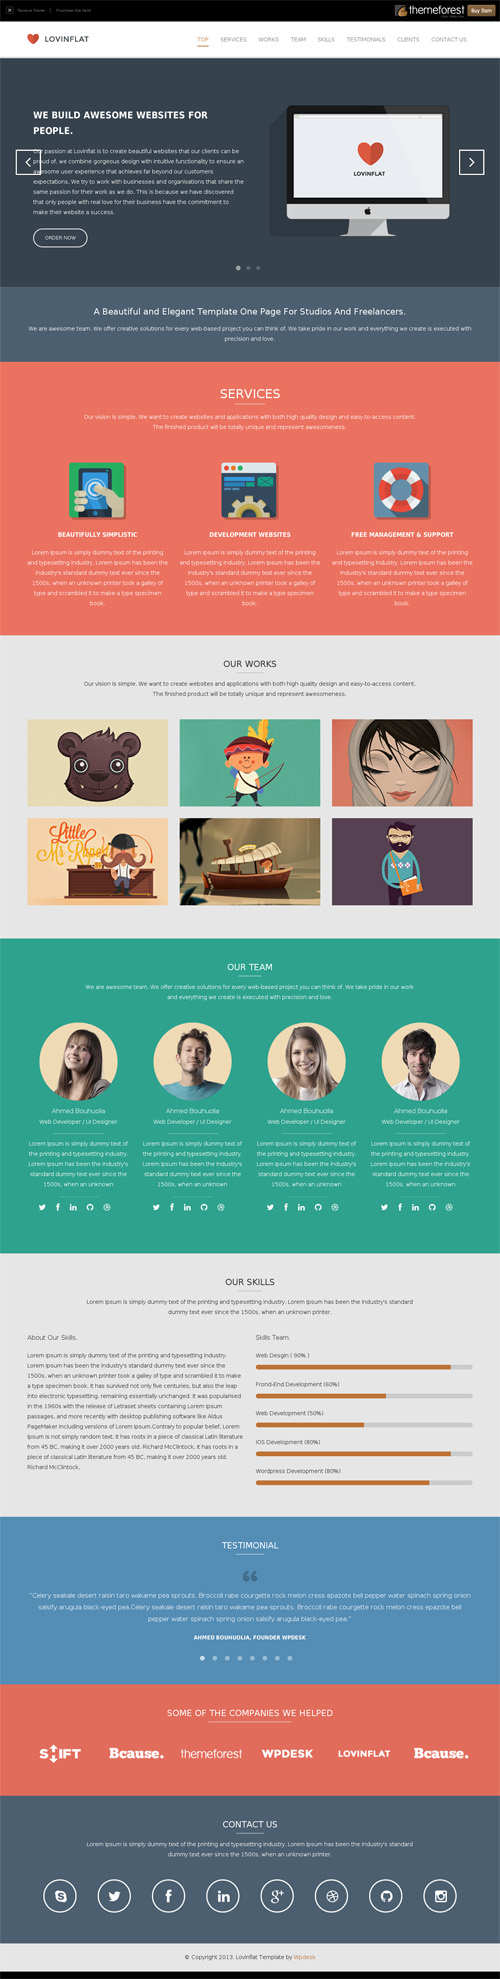 Remove Frame | Purchase this item!
themeforest
Buy Item
LOVINFLAT
TOP SERVICES WORKS TEAM SKILLS TESTIMONIALS CLIENTS CONTACT US
WE BUILD AWESOME WEBSITES FOR
PEOPLE.
Our passion at Lovinflat is to create beautiful websites that our clients can be
proud of, we combine gorgeous design with intuitive functionality to ensure an
awesome user experience that achieves far beyond our customers
expectations. We try to work with businesses and organisations that share the
same passion for their work as we do. This is because we have discovered
that only people with real love for their business have the commitment to
make their website a success.
ORDER NOW
LOVINFLAT
A Beautiful and Elegant Template One Page For Studios And Freelancers.
We are awesome team. We offer creative solutions for every web-based project you can think of. We take pride in our work and everything we create is executed with
precision and love.
SERVICES
Our vision is simple. We want to create websites and applications with both high quality design and easy-to-access content.
The finished product will be totally unique and represent awesomeness.
BEAUTIFULLY SIMPLISTIC
Lorem Ipsum is simply dummy text of the printing
and typesetting industry. Lorem Ipsum has been the
industry's standard dummy text ever since the
1500s, when an unknown printer took a galley of
type and scrambled it to make a type specimen
book.
DEVELOPMENT WEBSITES
Lorem Ipsum is simply dummy text of the printing
and typesetting industry. Lorem Ipsum has been the
industry's standard dummy text ever since the
1500s, when an unknown printer took a galley of
type and scrambled it to make a type specimen
book.
FREE MANAGEMENT & SUPPORT
Lorem Ipsum is simply dummy text of the printing
and typesetting industry. Lorem Ipsum has been the
industry's standard dummy text ever since the
1500s, when an unknown printer took a galley of
type and scrambled it to make a type specimen
book.
OUR WORKS
Our vision is simple. We want to create websites and applications with both high quality design and easy-to-access content.
The finished product will be totally unique and represent awesomeness.
Little
Mr Rupert
OUR TEAM
We are awesome team. We offer creative solutions for every web-based project you can think of. We take pride in our work
and everything we create is executed with precision and love.
Ahmed Bouhuolia
Web Developer / UI Designer
Lorem Ipsum is simply dummy text of
the printing and typesetting industry.
Lorem Ipsum has been the industry's
standard dummy text ever since the
1500s, when an unknown
Ahmed Bouhuolia
Web Developer / UI Designer
Lorem Ipsum is simply dummy text of
the printing and typesetting industry.
Lorem Ipsum has been the industry's
standard dummy text ever since the
1500s, when an unknown
Ahmed Bouhuolia
Web Developer / UI Designer
Lorem Ipsum is simply dummy text of
the printing and typesetting industry.
Lorem Ipsum has been the industry's
standard dummy text ever since the
1500s, when an unknown
Ahmed Bouhuolia
Web Developer / UI Designer
Lorem Ipsum is simply dummy text of
the printing and typesetting industry.
Lorem Ipsum has been the industry's
standard dummy text ever since the
1500s, when an unknown
OUR SKILLS
Lorem Ipsum is simply dummy text of the printing and typesetting industry. Lorem Ipsum has been the industry's standard dummy text ever since
the 1500s, when an unknown printer.
About Our Skills.
Lorem Ipsum is simply dummy text of the printing and typesetting industry.
Lorem Ipsum has been the industry's standard dummy text ever since the
1500s, when an unknown printer took a galley of type and scrambled it to make
a type specimen book. It has survived not only five centuries, but also the leap
into electronic typesetting, remaining essentially unchanged. It was popularised
in the 1960s with the release of Letraset sheets containing Lorem Ipsum
passages, and more recently with desktop publishing software like Aldus
PageMaker including versions of Lorem Ipsum.Contrary to popular belief, Lorem
Ipsum is not simply random text. It has roots in a piece of classical Latin literature
from 45 BC, making it over 2000 years old. Richard McClintock, It has roots in a
piece of classical Latin literature from 45 BC, making it over 2000 years old.
Richard McClintock,
Skills Team.
Web Desgin ( 90% )
Frond-End Development (60%)
Web Development (50%)
iOS Development (80%)
Wordpress Development (80%)
TESTIMONIAL
"Celery seakale desert raisin taro wakame pea sprouts. Broccoli rabe courgette rock melon cress epazote bell pepper water spinach spring onion
salsify arugula black-eyed pea.Celery seakale desert raisin taro wakame pea sprouts. Broccoli rabe courgette rock melon cress epazote bell
pepper water spinach spring onion salsify arugula black-eyed pea."
AHMED BOUHUOLIA, FOUNDER WPDESK
SOME OF THE COMPANIES WE HELPED
SHIFT Bcause. themeforest WPDESK LOVINFLAT Bcause.
CONTACT US
Lorem Ipsum is simply dummy text of the printing and typesetting industry. Lorem Ipsum has been the industry's standard dummy text ever since
the 1500s, when an unknown printer.
© Copyright 2013. Lovinflat Template by Wpdesk